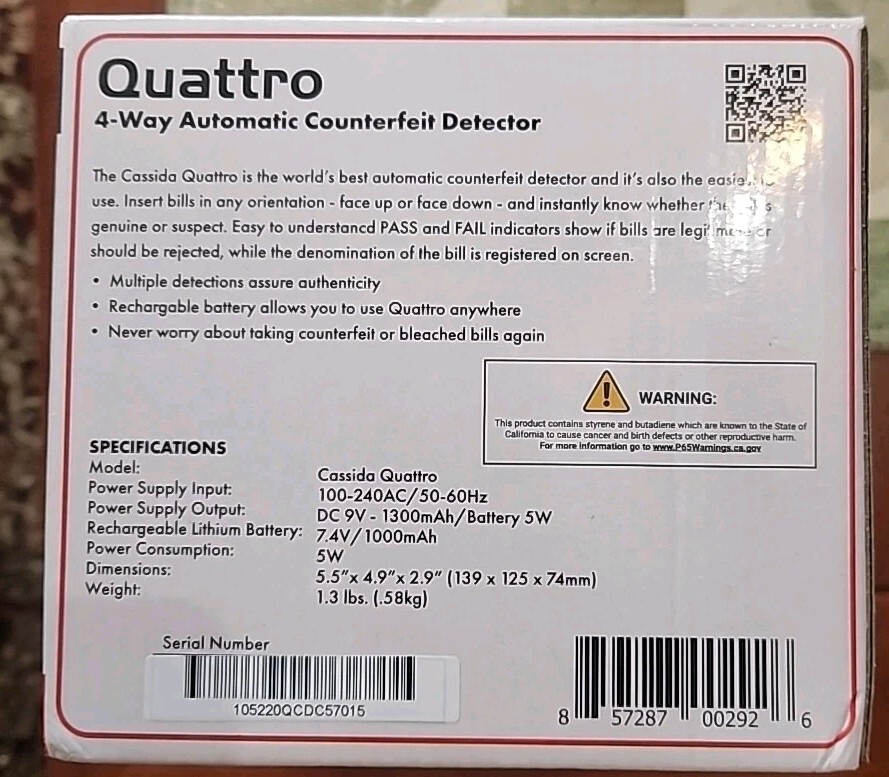 Quattro
4-Way Automatic Counterfeit Detector
The Cassida Quattro is the world's best automatic counterfeit detector and it's also the
use. Insert bills in any orientation - face up or face down - and instantly know whether
genuine or suspect. Easy to understancd PASS and FAIL indicators show if bills are
should be rejected, while the denomination of the bill is registered on screen.
• Multiple detections assure authenticity
• Rechargable battery allows you to use Quattro anywhere
• Never worry about taking counterfeit or bleached bills again
WARNING:
This product contains styrene and butadiene which are known to the State of
California to cause cancer and birth defects or other reproductive harm.
For more information go to www.P65Warnings.ca.gov
SPECIFICATIONS
Model: Cassida Quattro
Power Supply Input: 100-240AC/50-60Hz
Power Supply Output: DC 9V - 1300mAh/Battery 5W
Rechargeable Lithium Battery: 7.4V/1000mAh
Power Consumption: 5W
Dimensions: 5.5"x 4.9"x 2.9" (139 x 125 x 74mm)
Weight: 1.3 lbs. (.58kg)
Serial Number
105220QCDC57015
8 57287 00292 6